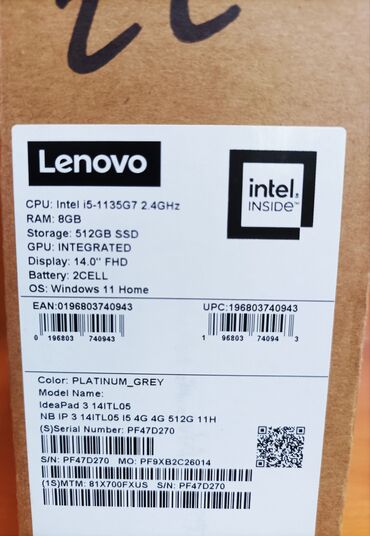 22
Lenovo
intel.
INSIDE™
CPU: Intel i5-1135G7 2.4GHz
RAM: 8GB
Storage: 512GB SSD
GPU: INTEGRATED
Display: 14.0'' FHD
Battery: 2CELL
OS: Windows 11 Home
EAN:0196803740943 UPC:196803740943
0 196803 740943 1 96803 74094 3
Color: PLATINUM_GREY
Model Name:
IdeaPad 3 14ITL05
NB IP 3 14ITL05 I5 4G 4G 512G 11H
(S)Serial Number: PF47D270
S/N: PF47D270 MO: PF9XB2C26014
(1S)MTM: 81X700FXUS S/N: PF47D270